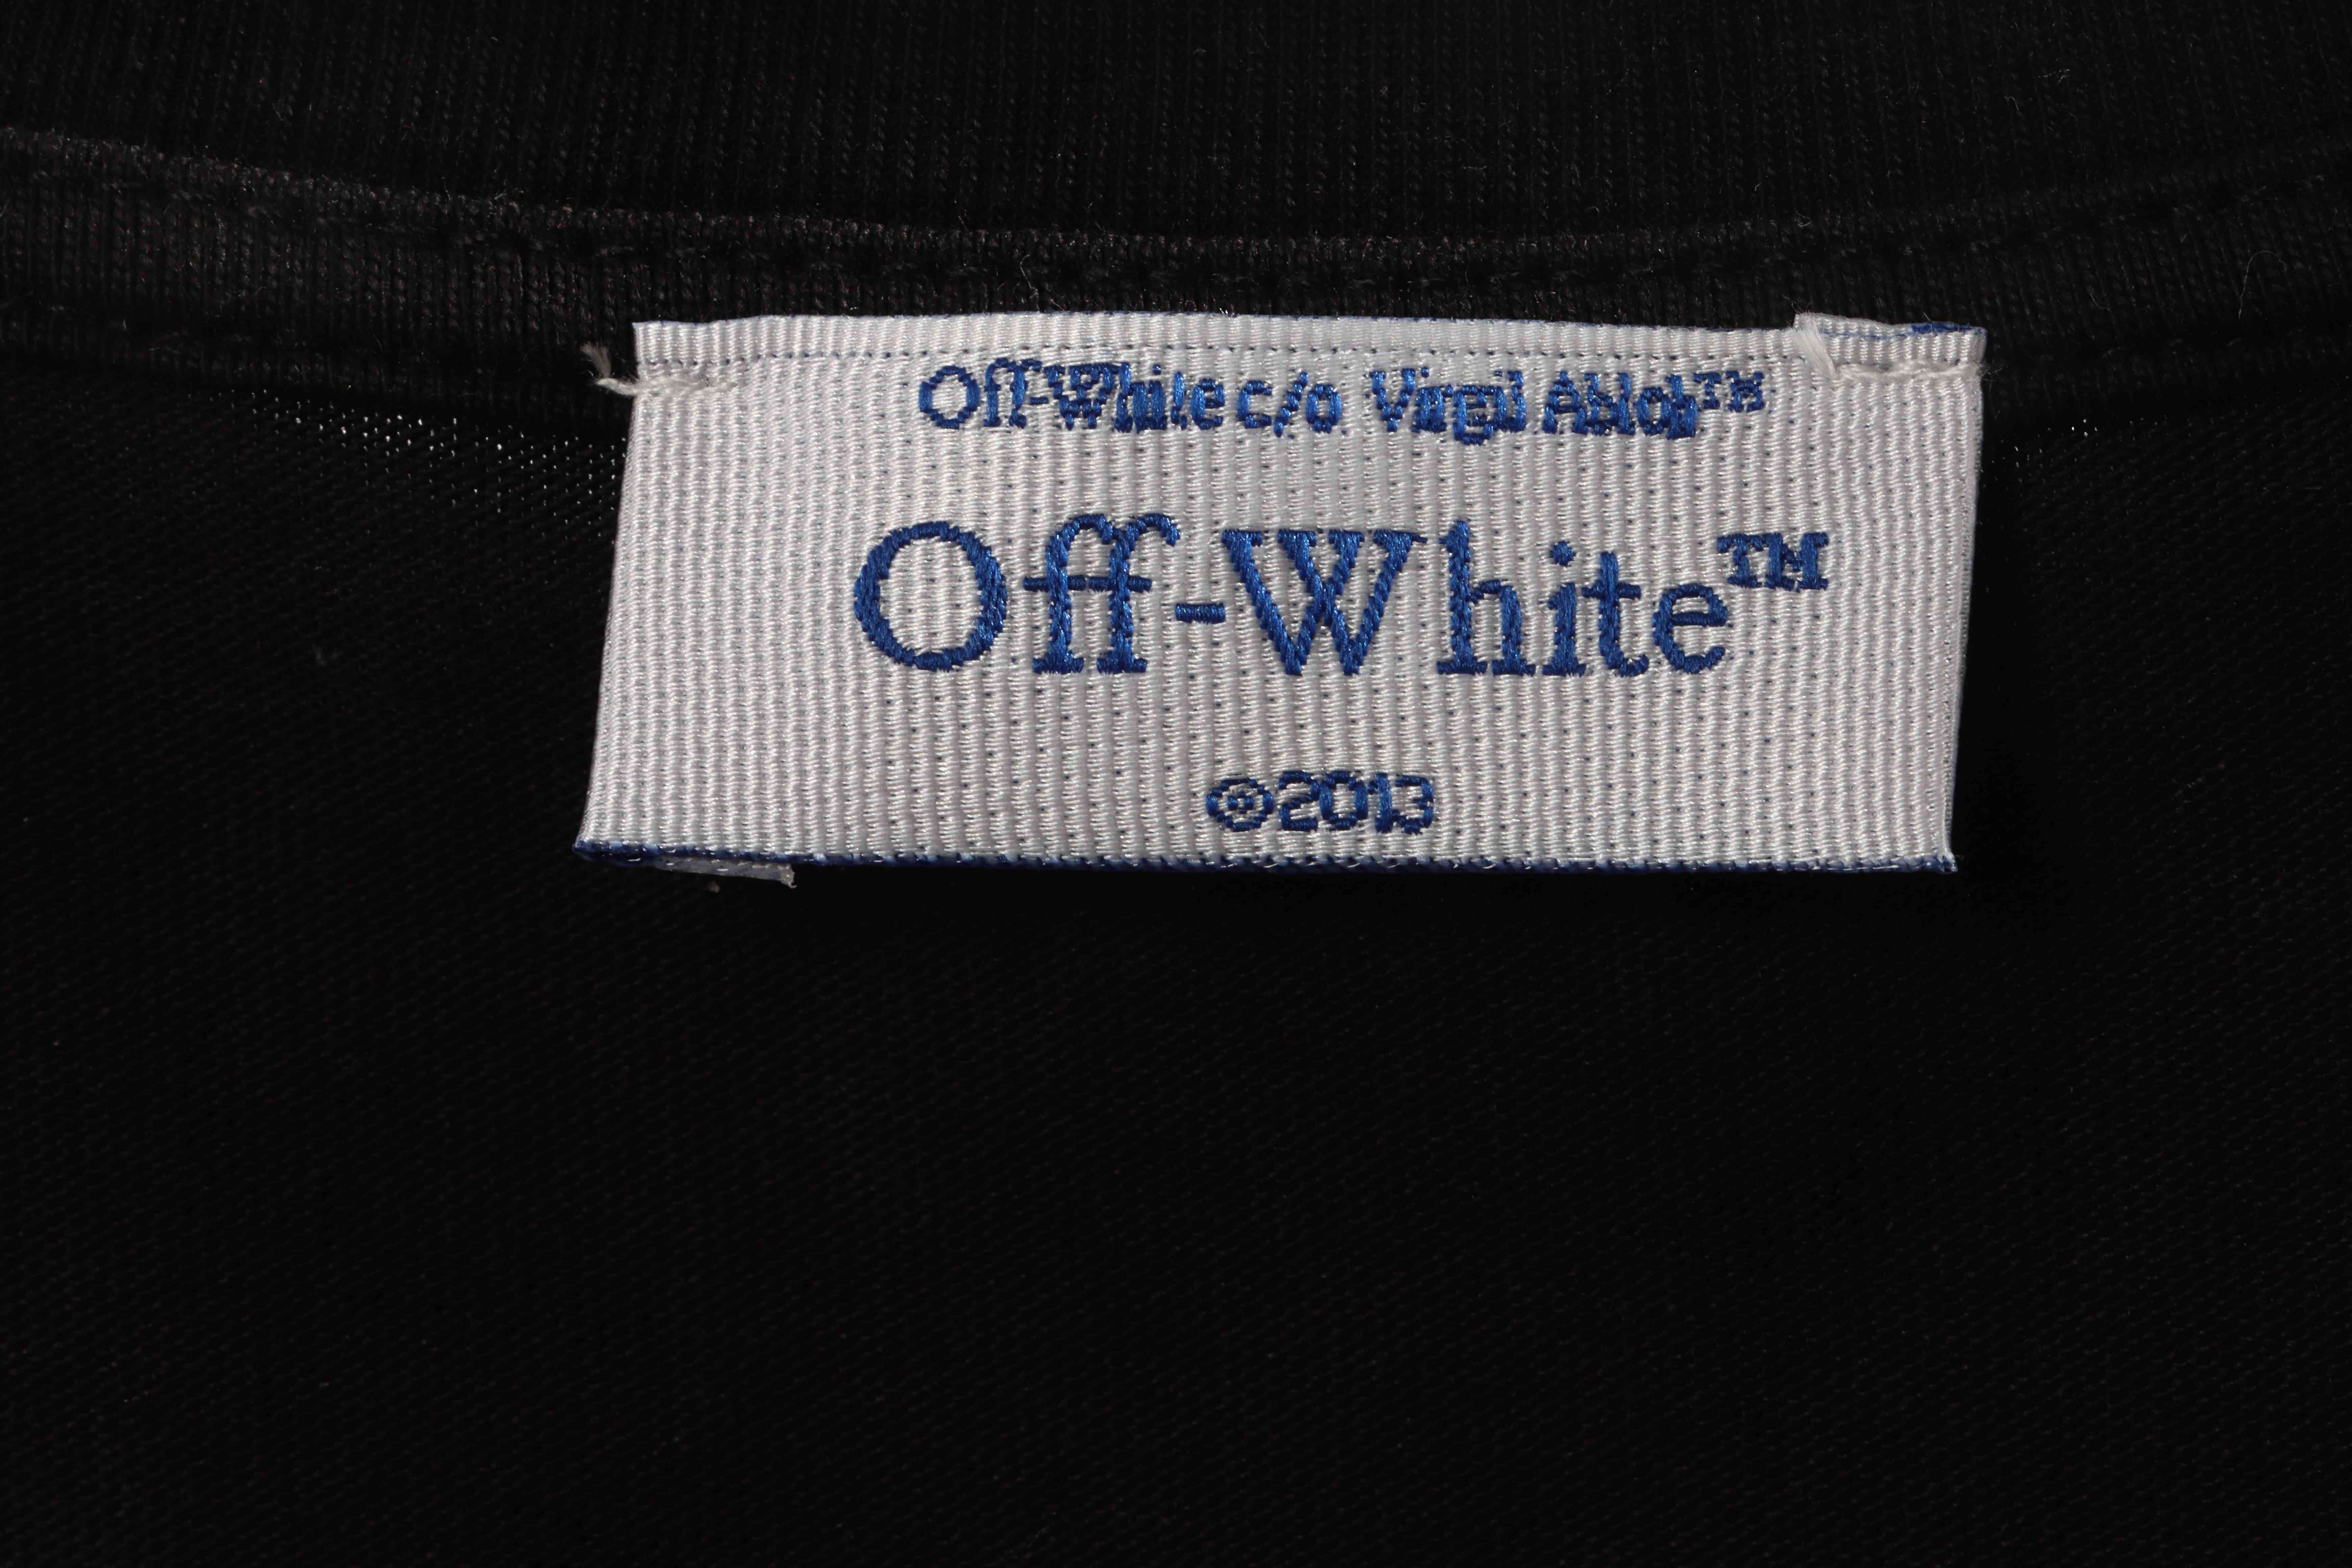 Off-White c/o Virgil Abloh™
Off-White™
©2013